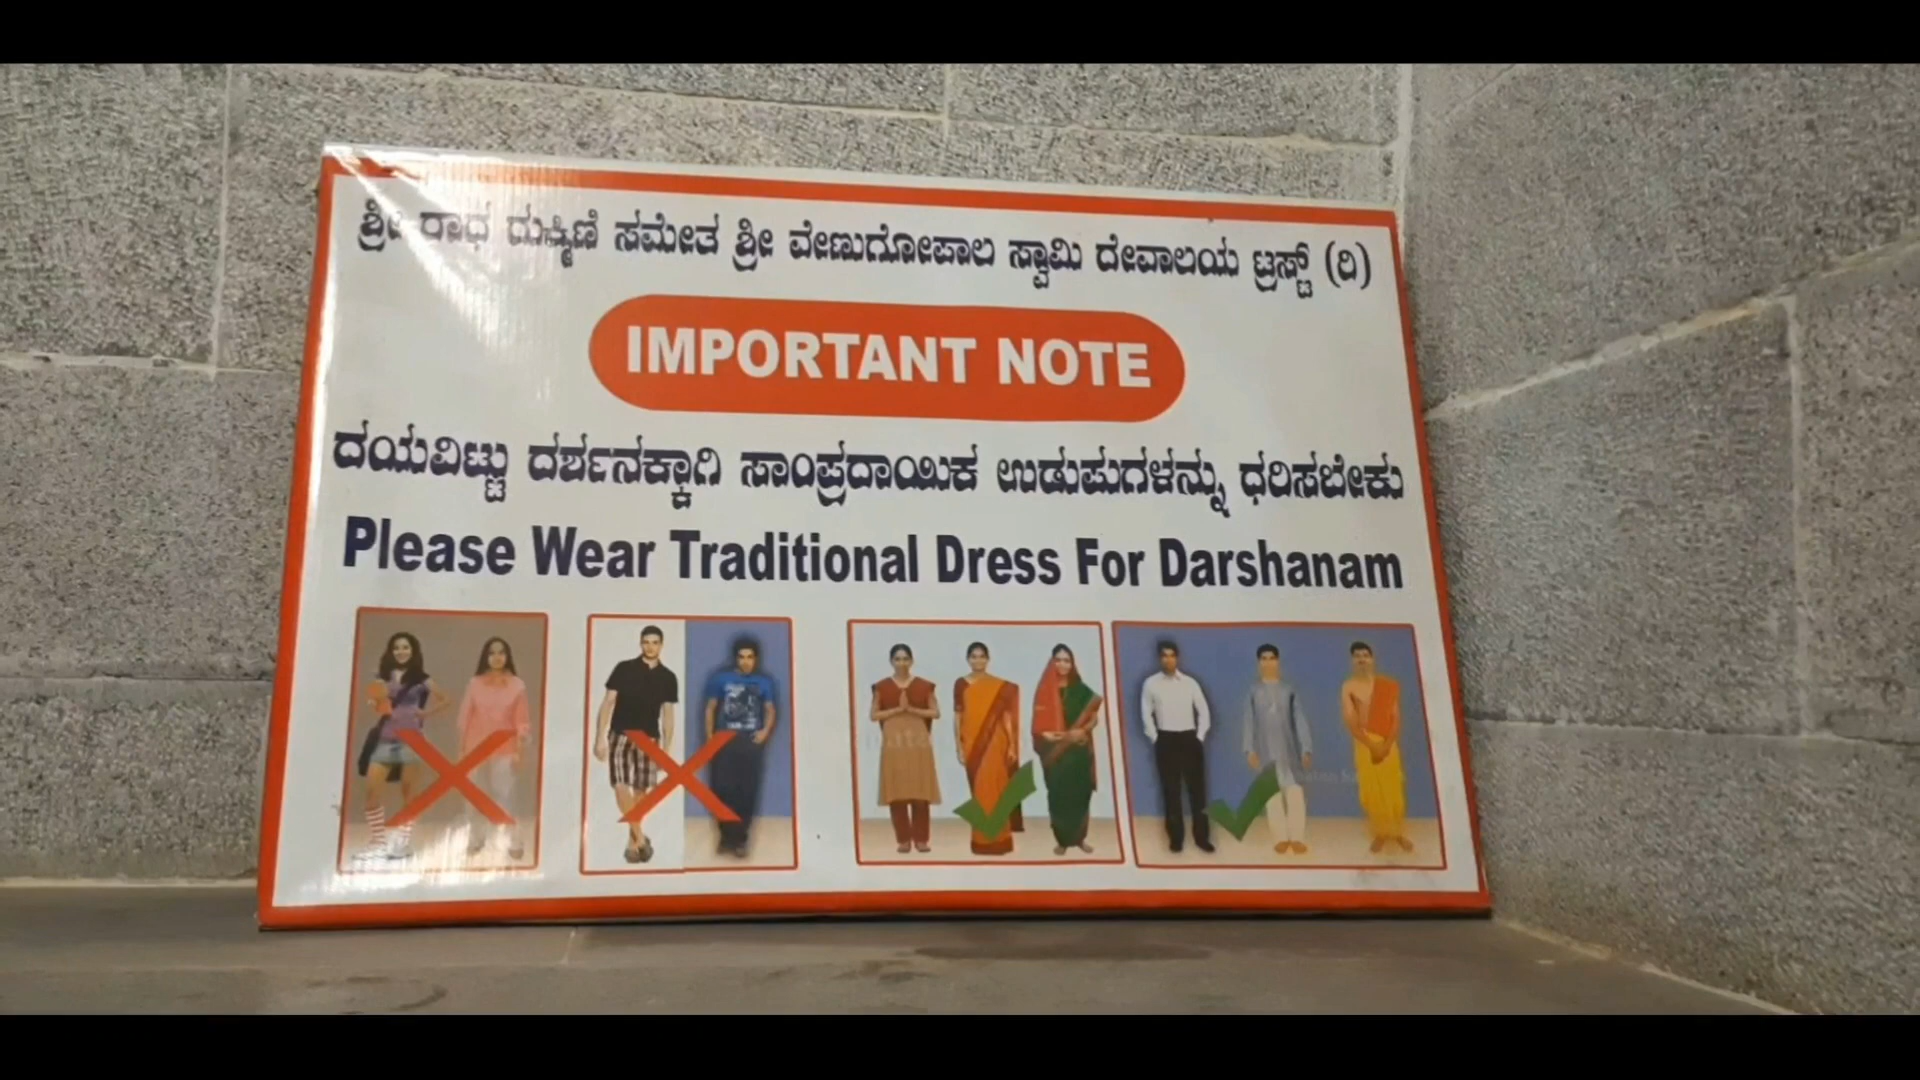 ಶ್ರೀ ರಾಧ ರುಕ್ಮಿಣಿ ಸಮೇತ ಶ್ರೀ ವೇಣುಗೋಪಾಲ ಸ್ವಾಮಿ ದೇವಾಲಯ ಟ್ರಸ್ಟ್ (ರಿ)
IMPORTANT NOTE
ದಯವಿಟ್ಟು ದರ್ಶನಕ್ಕಾಗಿ ಸಾಂಪ್ರದಾಯಿಕ ಉಡುಪುಗಳನ್ನು ಧರಿಸಬೇಕು
Please Wear Traditional Dress For Darshanam